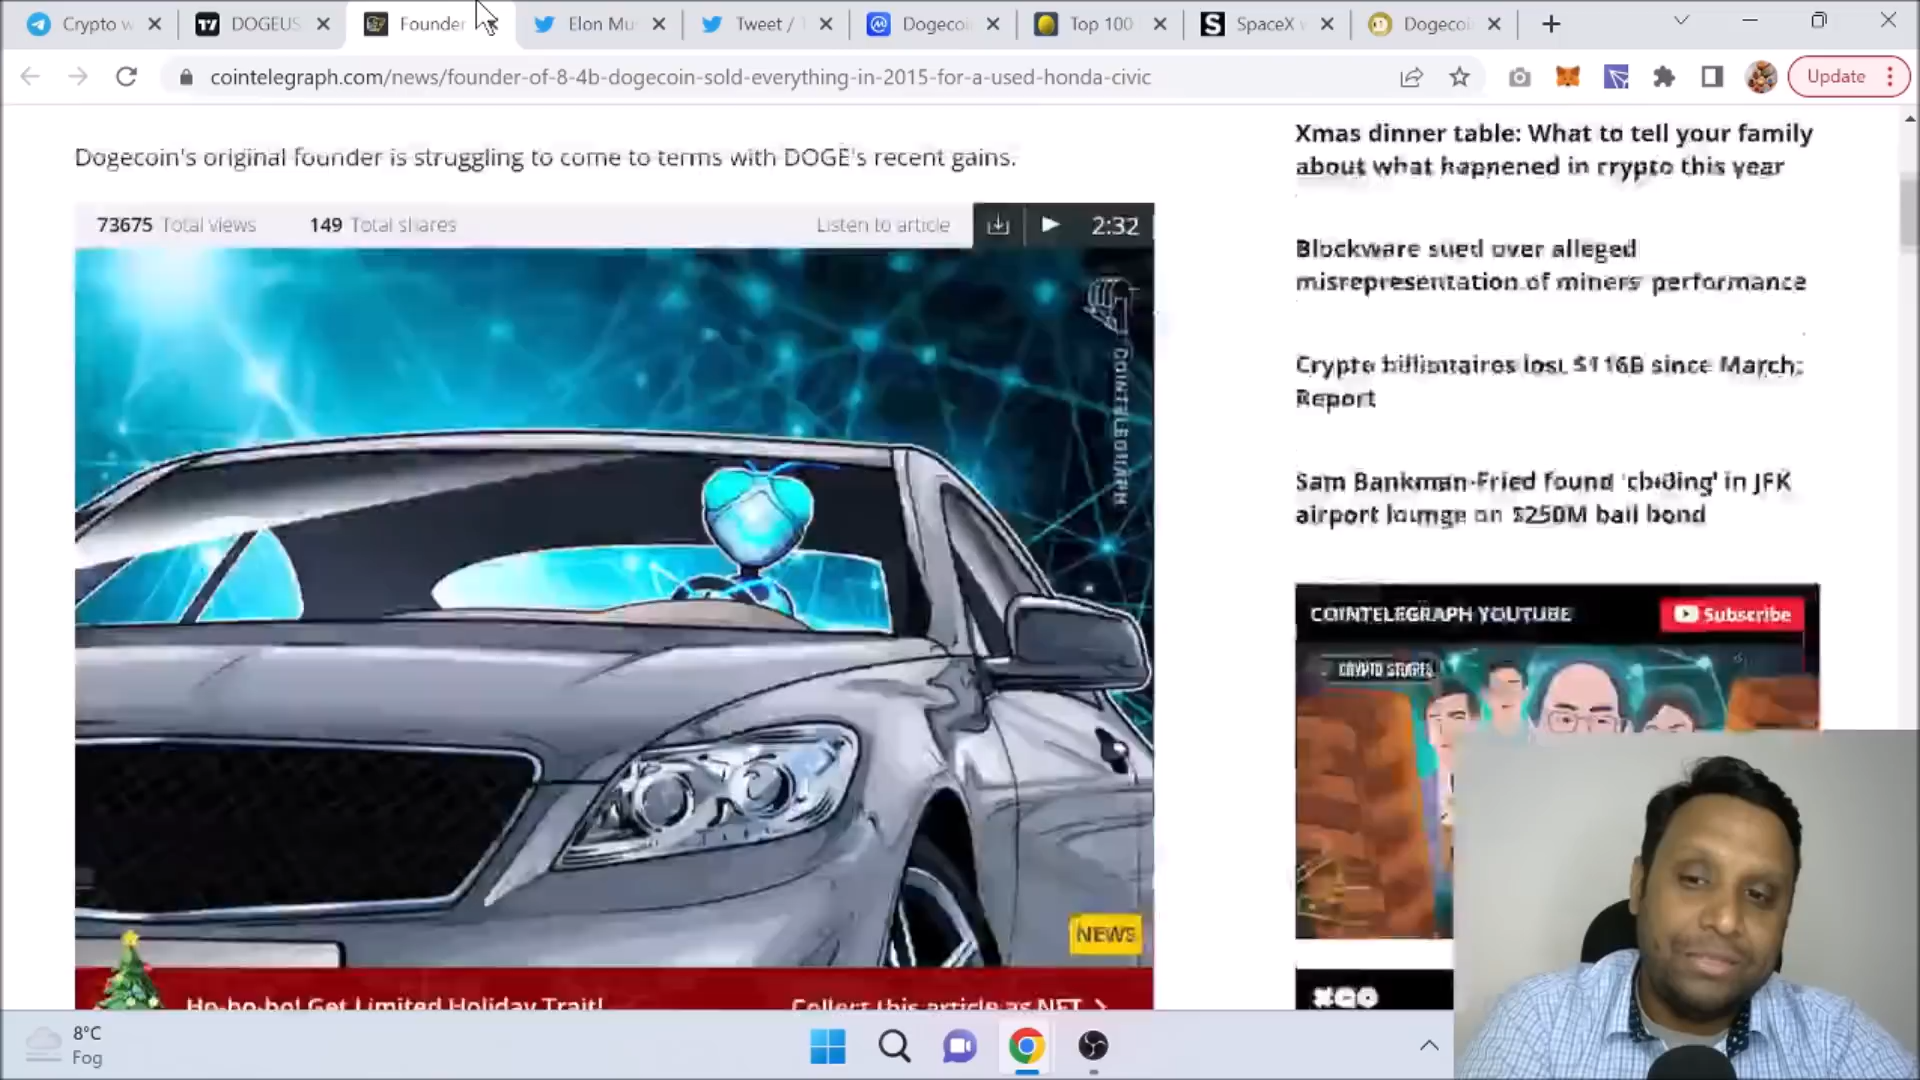 Crypto w
DOGEUS
Founder
Elon Mu
Tweet / T
Dogecoi
Top 100
SpaceX w
Dogecoi
cointelegraph.com/news/founder-of-8-4b-dogecoin-sold-everything-in-2015-for-a-used-honda-civic
Update
Dogecoin's original founder is struggling to come to terms with DOGE's recent gains.
73675 Total views 149 Total shares Listen to article 2:32
COINTELEGRAPH
NEWS
Ho-ho-ho! Get Limited Holiday Trait! Collect this article as NFT
Xmas dinner table: What to tell your family
about what happened in crypto this year
Blockware sued over alleged
misrepresentation of miners' performance
Crypto billionaires lost $116B since March:
Report
Sam Bankman-Fried found 'chilling' in JFK
airport lounge on $250M bail bond
COINTELEGRAPH YOUTUBE Subscribe
CRYPTO STORIES
8°C
Fog